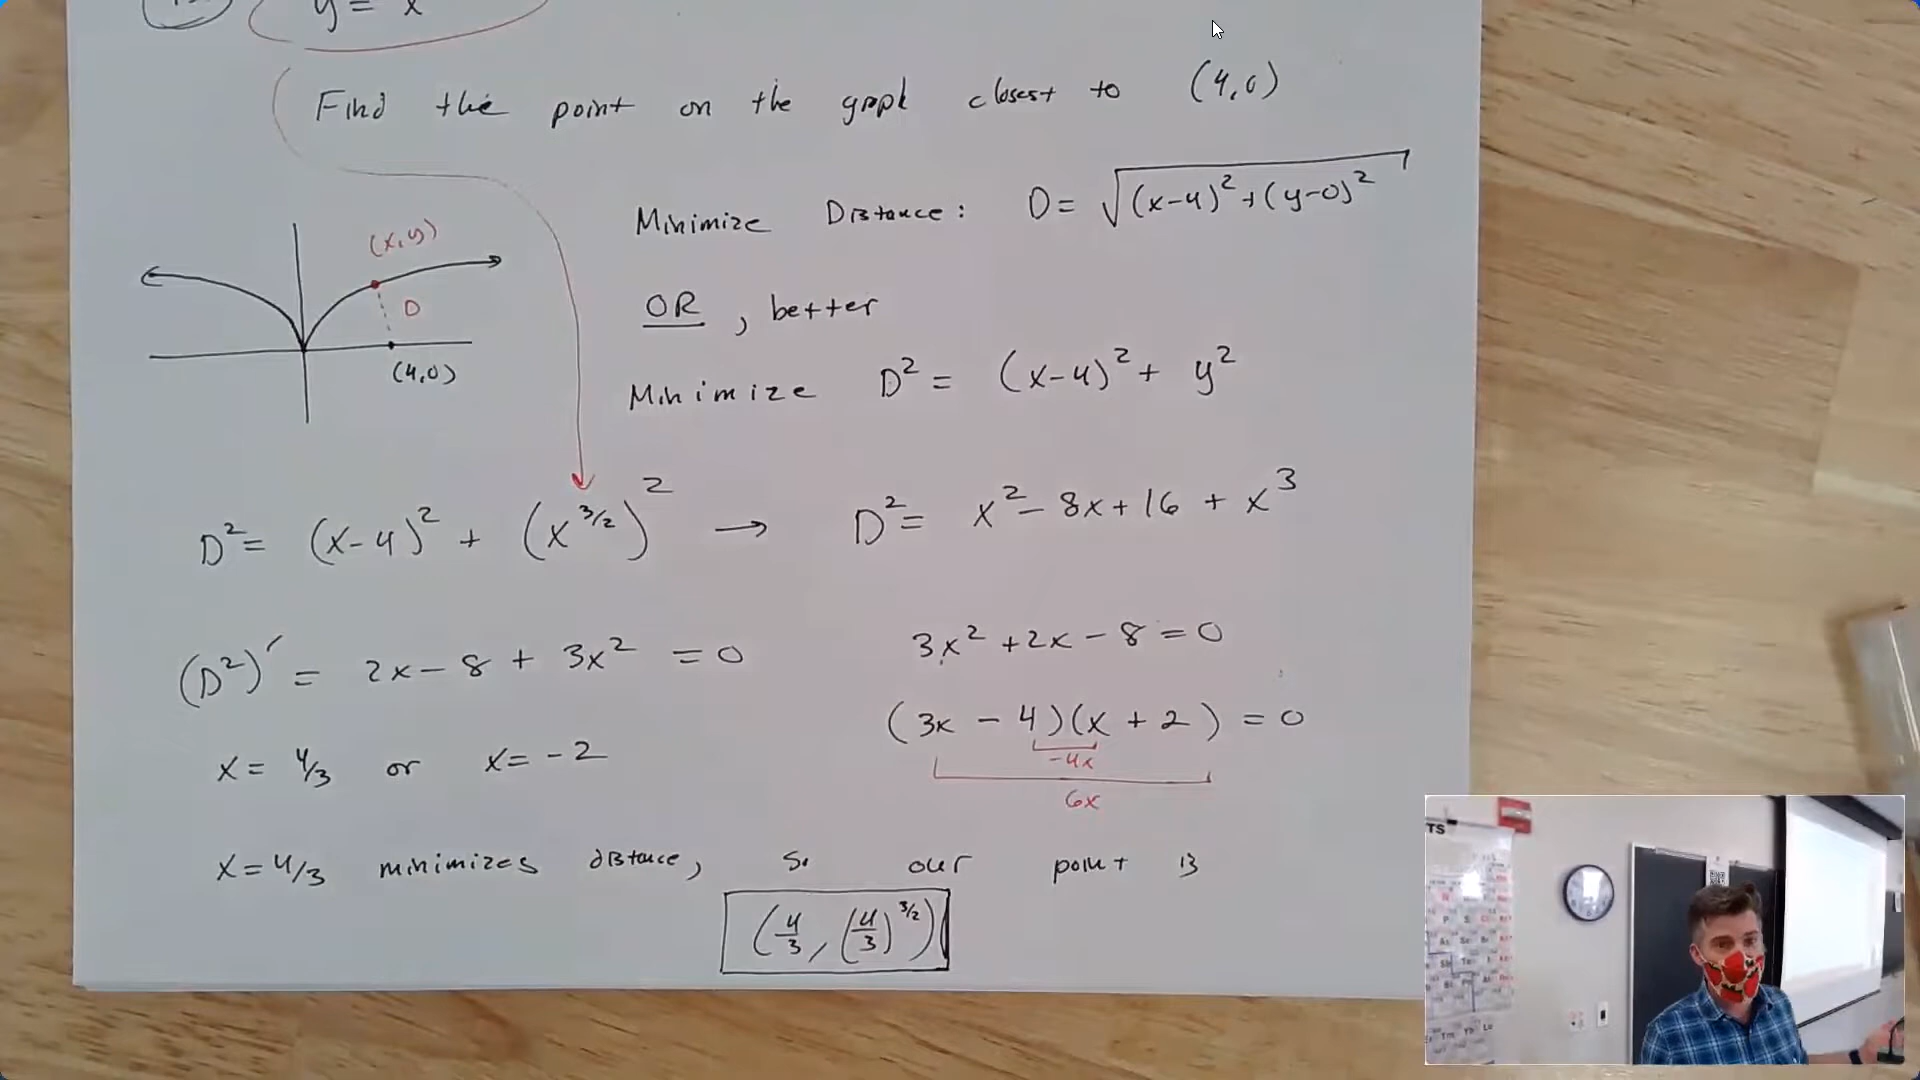 y = x
Find the point on the graph closest to (4,0)
Minimize Distance: D = √(x-4)² + (y-0)²
(x,y)
D
(4,0)
OR, better
Minimize D² = (x-4)² + y²
D² = (x-4)² + (x^3/2)² → D² = x² - 8x + 16 + x³
(D²)' = 2x - 8 + 3x² = 0
3x² + 2x - 8 = 0
(3x - 4)(x + 2) = 0
-4x
6x
x = 4/3 or x = -2
x = 4/3 minimizes distance, so our point is
(4/3, (4/3)^3/2)
TS